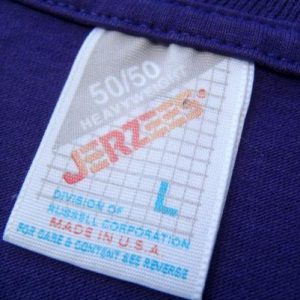 50/50
HEAVYWEIGHT
JERZEES
L
DIVISION OF
RUSSELL CORPORATION
MADE IN U.S.A
FOR CARE & CONTENT SEE REVERSE